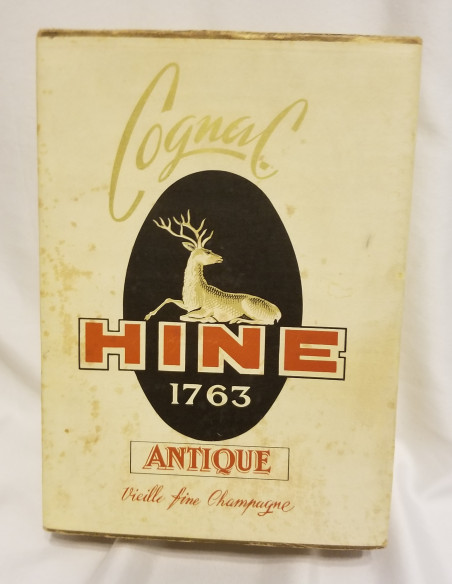 Cognac
HINE
1763
ANTIQUE
Vieille fine Champagne